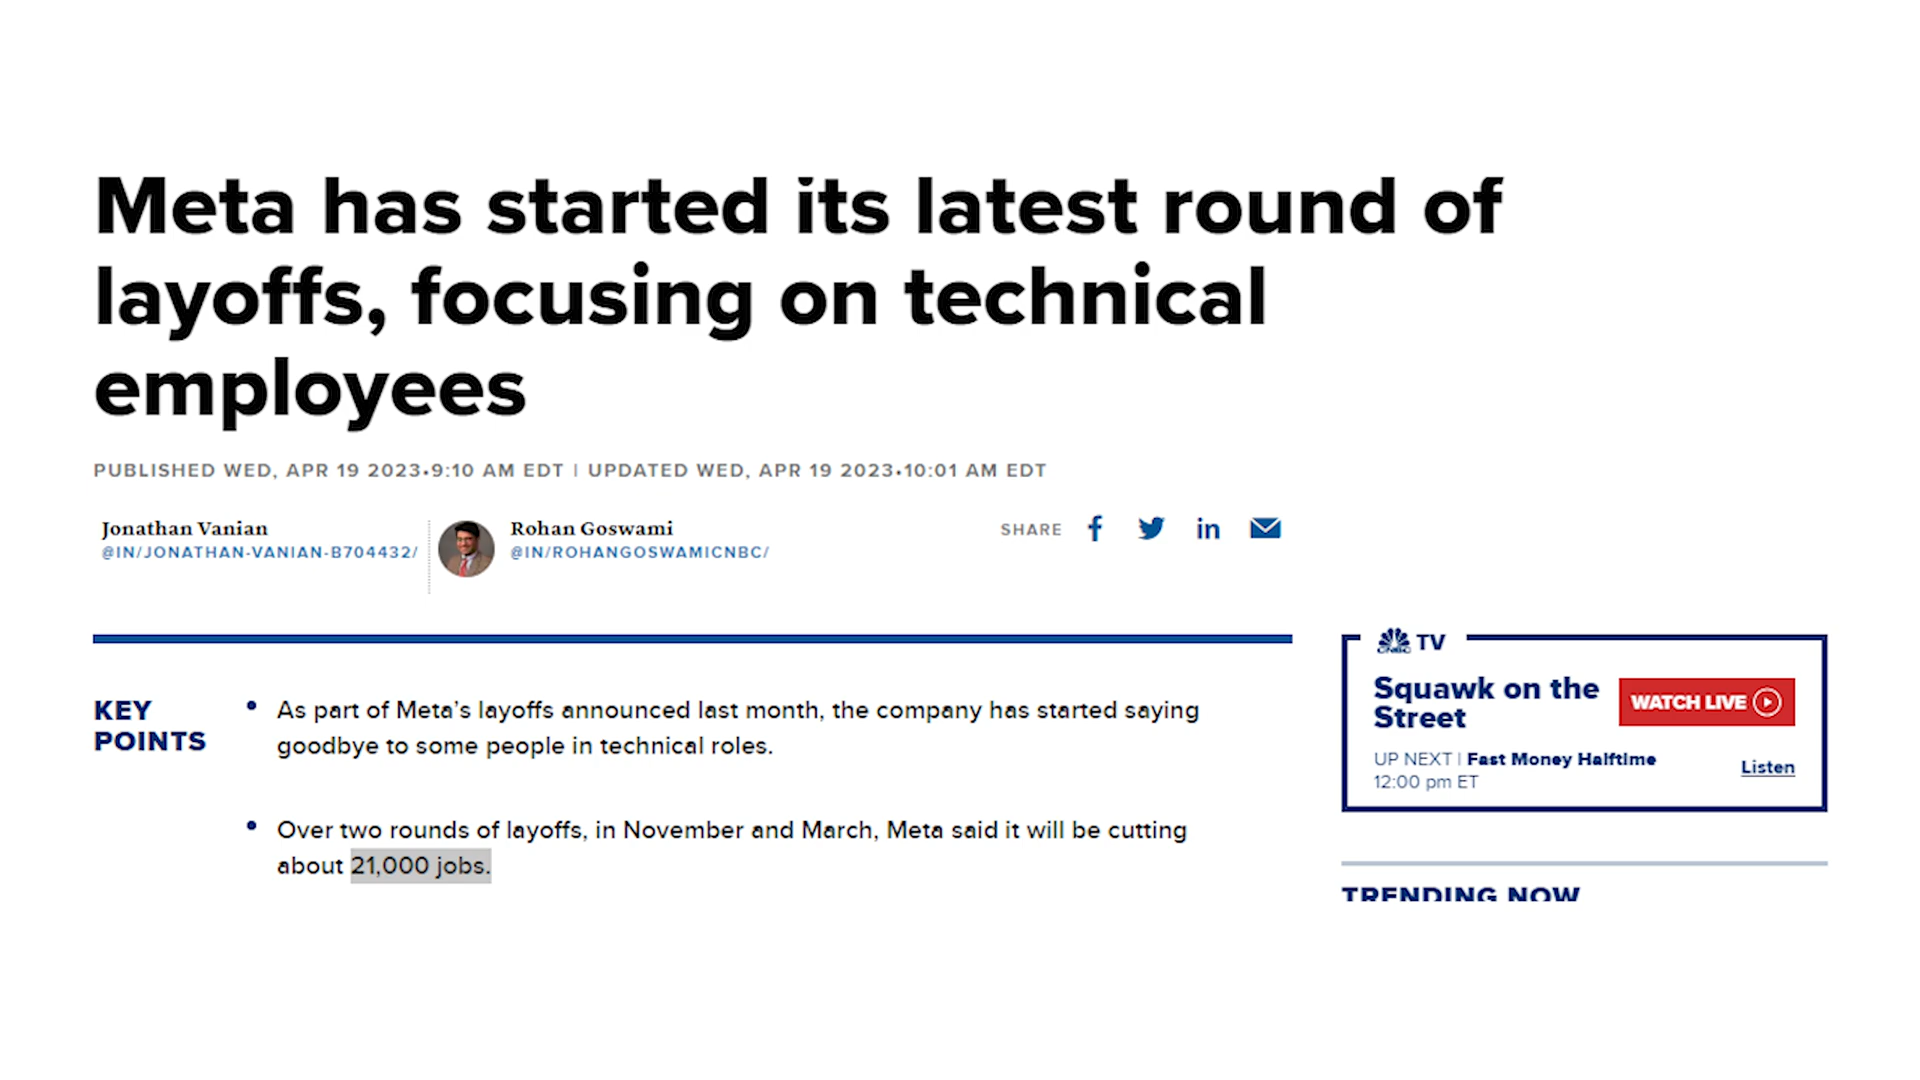 Meta has started its latest round of
layoffs, focusing on technical
employees
PUBLISHED WED, APR 19 2023•9:10 AM EDT | UPDATED WED, APR 19 2023•10:01 AM EDT
Jonathan Vanian
@IN/JONATHAN-VANIAN-B704432/
Rohan Goswami
@IN/ROHANGOSWAMICNBC/
SHARE
KEY
POINTS
• As part of Meta’s layoffs announced last month, the company has started saying
goodbye to some people in technical roles.
• Over two rounds of layoffs, in November and March, Meta said it will be cutting
about 21,000 jobs.
CNBC TV
Squawk on the
Street
WATCH LIVE
UP NEXT | Fast Money Halftime
12:00 pm ET
Listen
TRENDING NOW